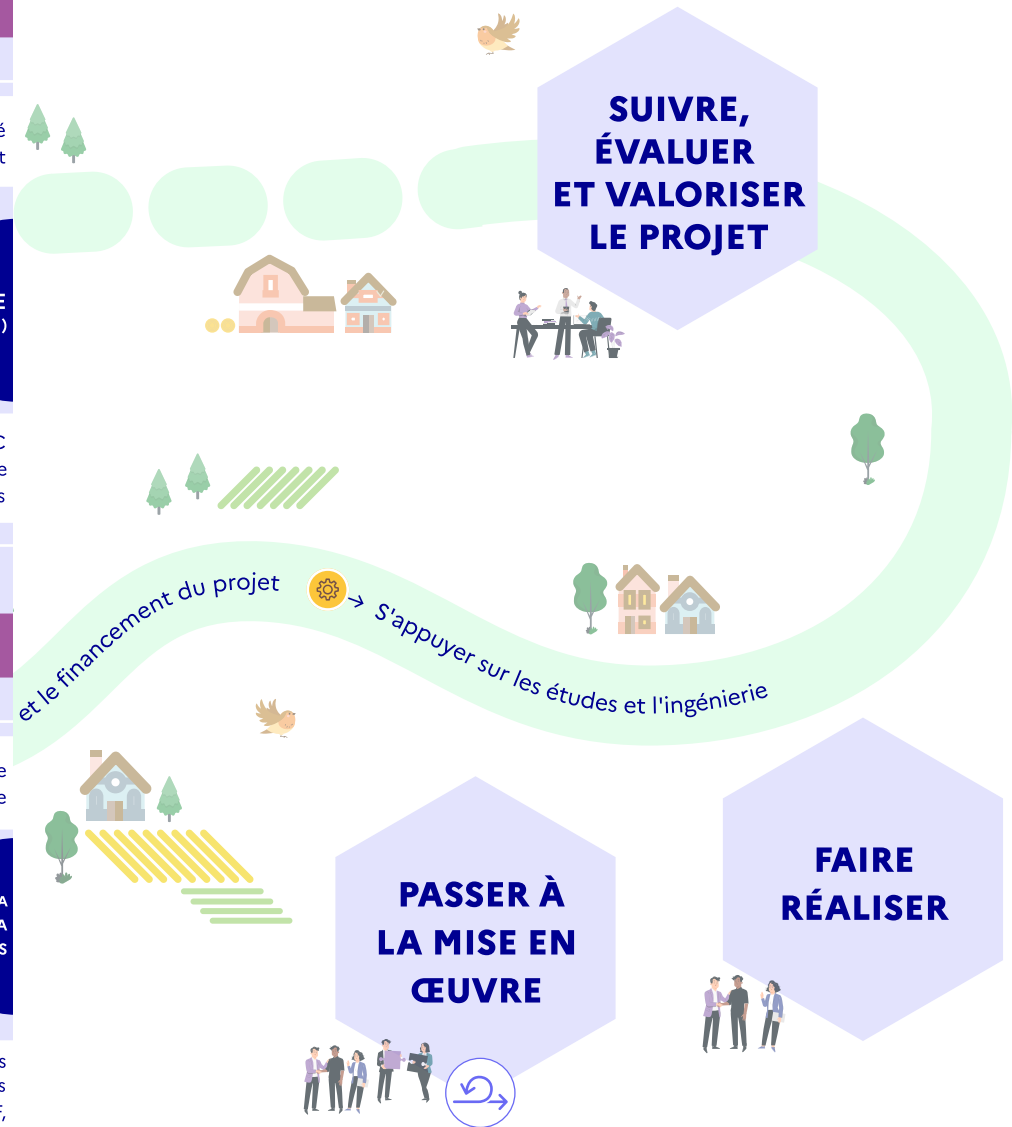 SUIVRE,
ÉVALUER
ET VALORISER
LE PROJET
et le financement du projet
→ S'appuyer sur les études et l'ingénierie
PASSER À
LA MISE EN
ŒUVRE
FAIRE
RÉALISER